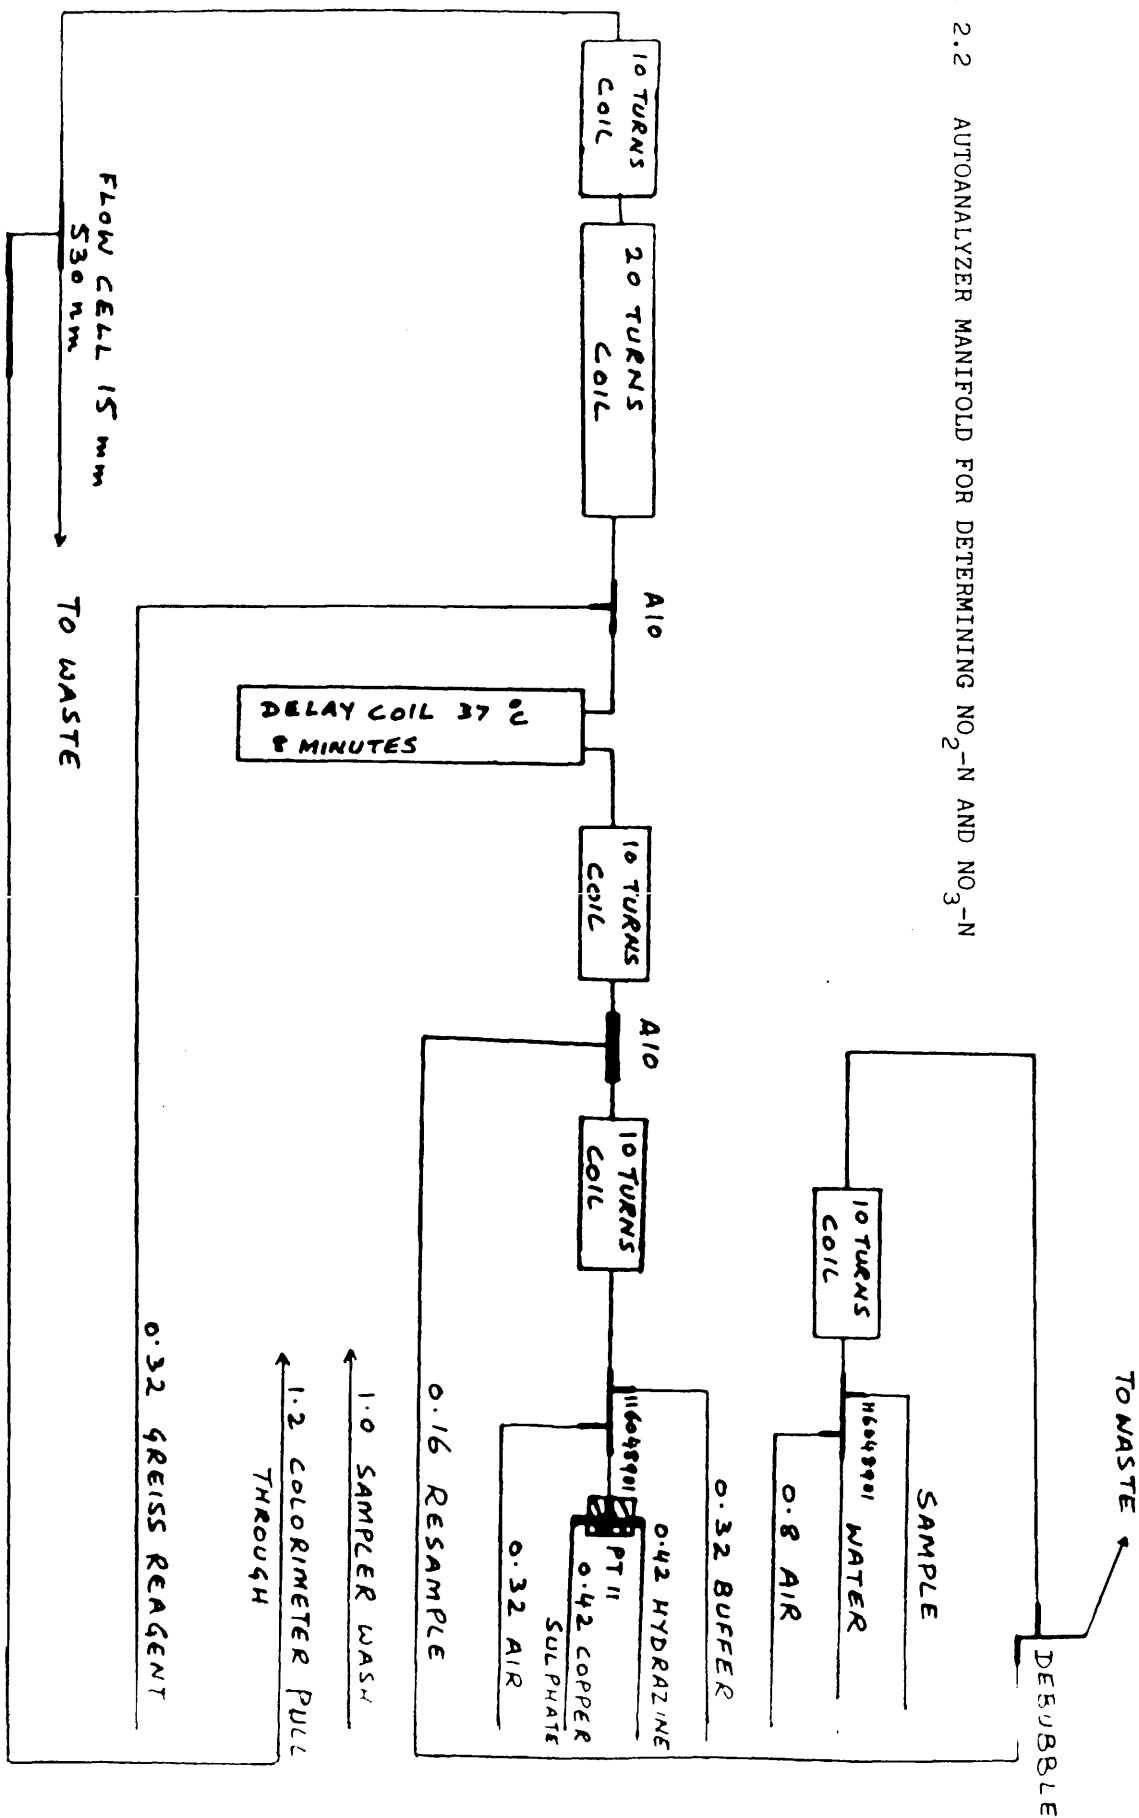 2.2 AUTOANALYZER MANIFOLD FOR DETERMINING NO2-N AND NO3-N
TO WASTE
DEBUBBLE
SAMPLE
116048901
WATER
0.8 AIR
10 TURNS
COIL
0.32 BUFFER
0.42 HYDRAZINE
116048901
PT 11
0.42 COPPER
SULPHATE
0.32 AIR
10 TURNS
COIL
A10
0.16 RESAMPLE
10 TURNS
COIL
DELAY COIL 37 °C
8 MINUTES
A10
20 TURNS
COIL
10 TURNS
COIL
1.0 SAMPLER WASH
1.2 COLORIMETER PULL
THROUGH
0.32 GREISS REAGENT
FLOW CELL 15 mm
530 nm
TO WASTE